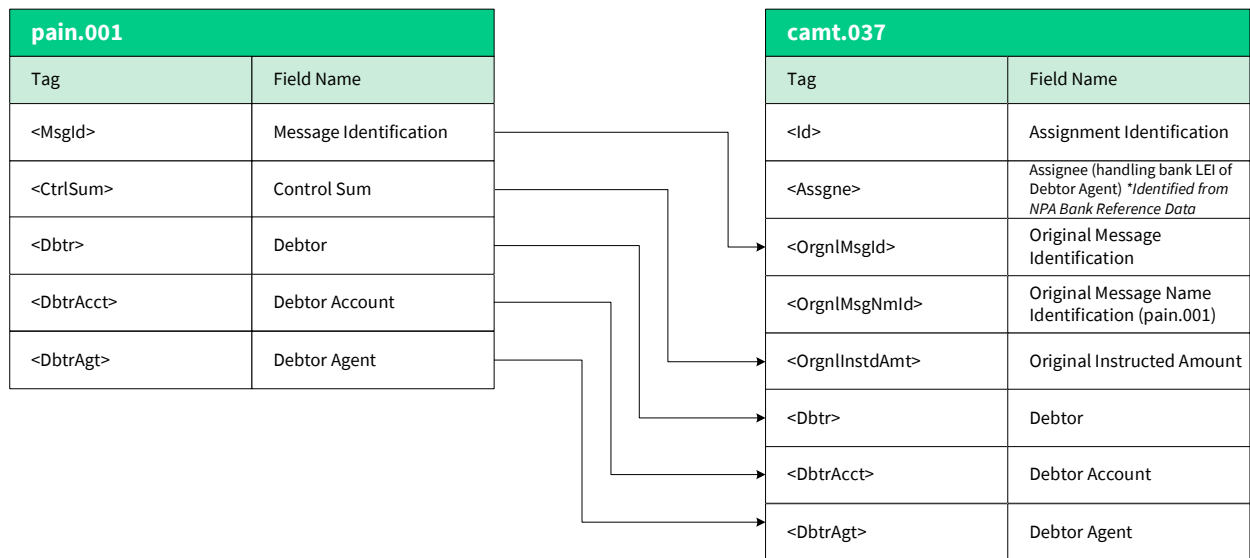 pain.001
Tag Field Name
<MsgId> Message Identification
<CtrlSum> Control Sum
<Dbtr> Debtor
<DbtrAcct> Debtor Account
<DbtrAgt> Debtor Agent
camt.037
Tag Field Name
<Id> Assignment Identification
<Assgne> Assignee (handling bank LEI of
Debtor Agent) *Identified from
NPA Bank Reference Data
<OrgnlMsgId> Original Message
Identification
<OrgnlMsgNmId> Original Message Name
Identification (pain.001)
<OrgnlInstdAmt> Original Instructed Amount
<Dbtr> Debtor
<DbtrAcct> Debtor Account
<DbtrAgt> Debtor Agent